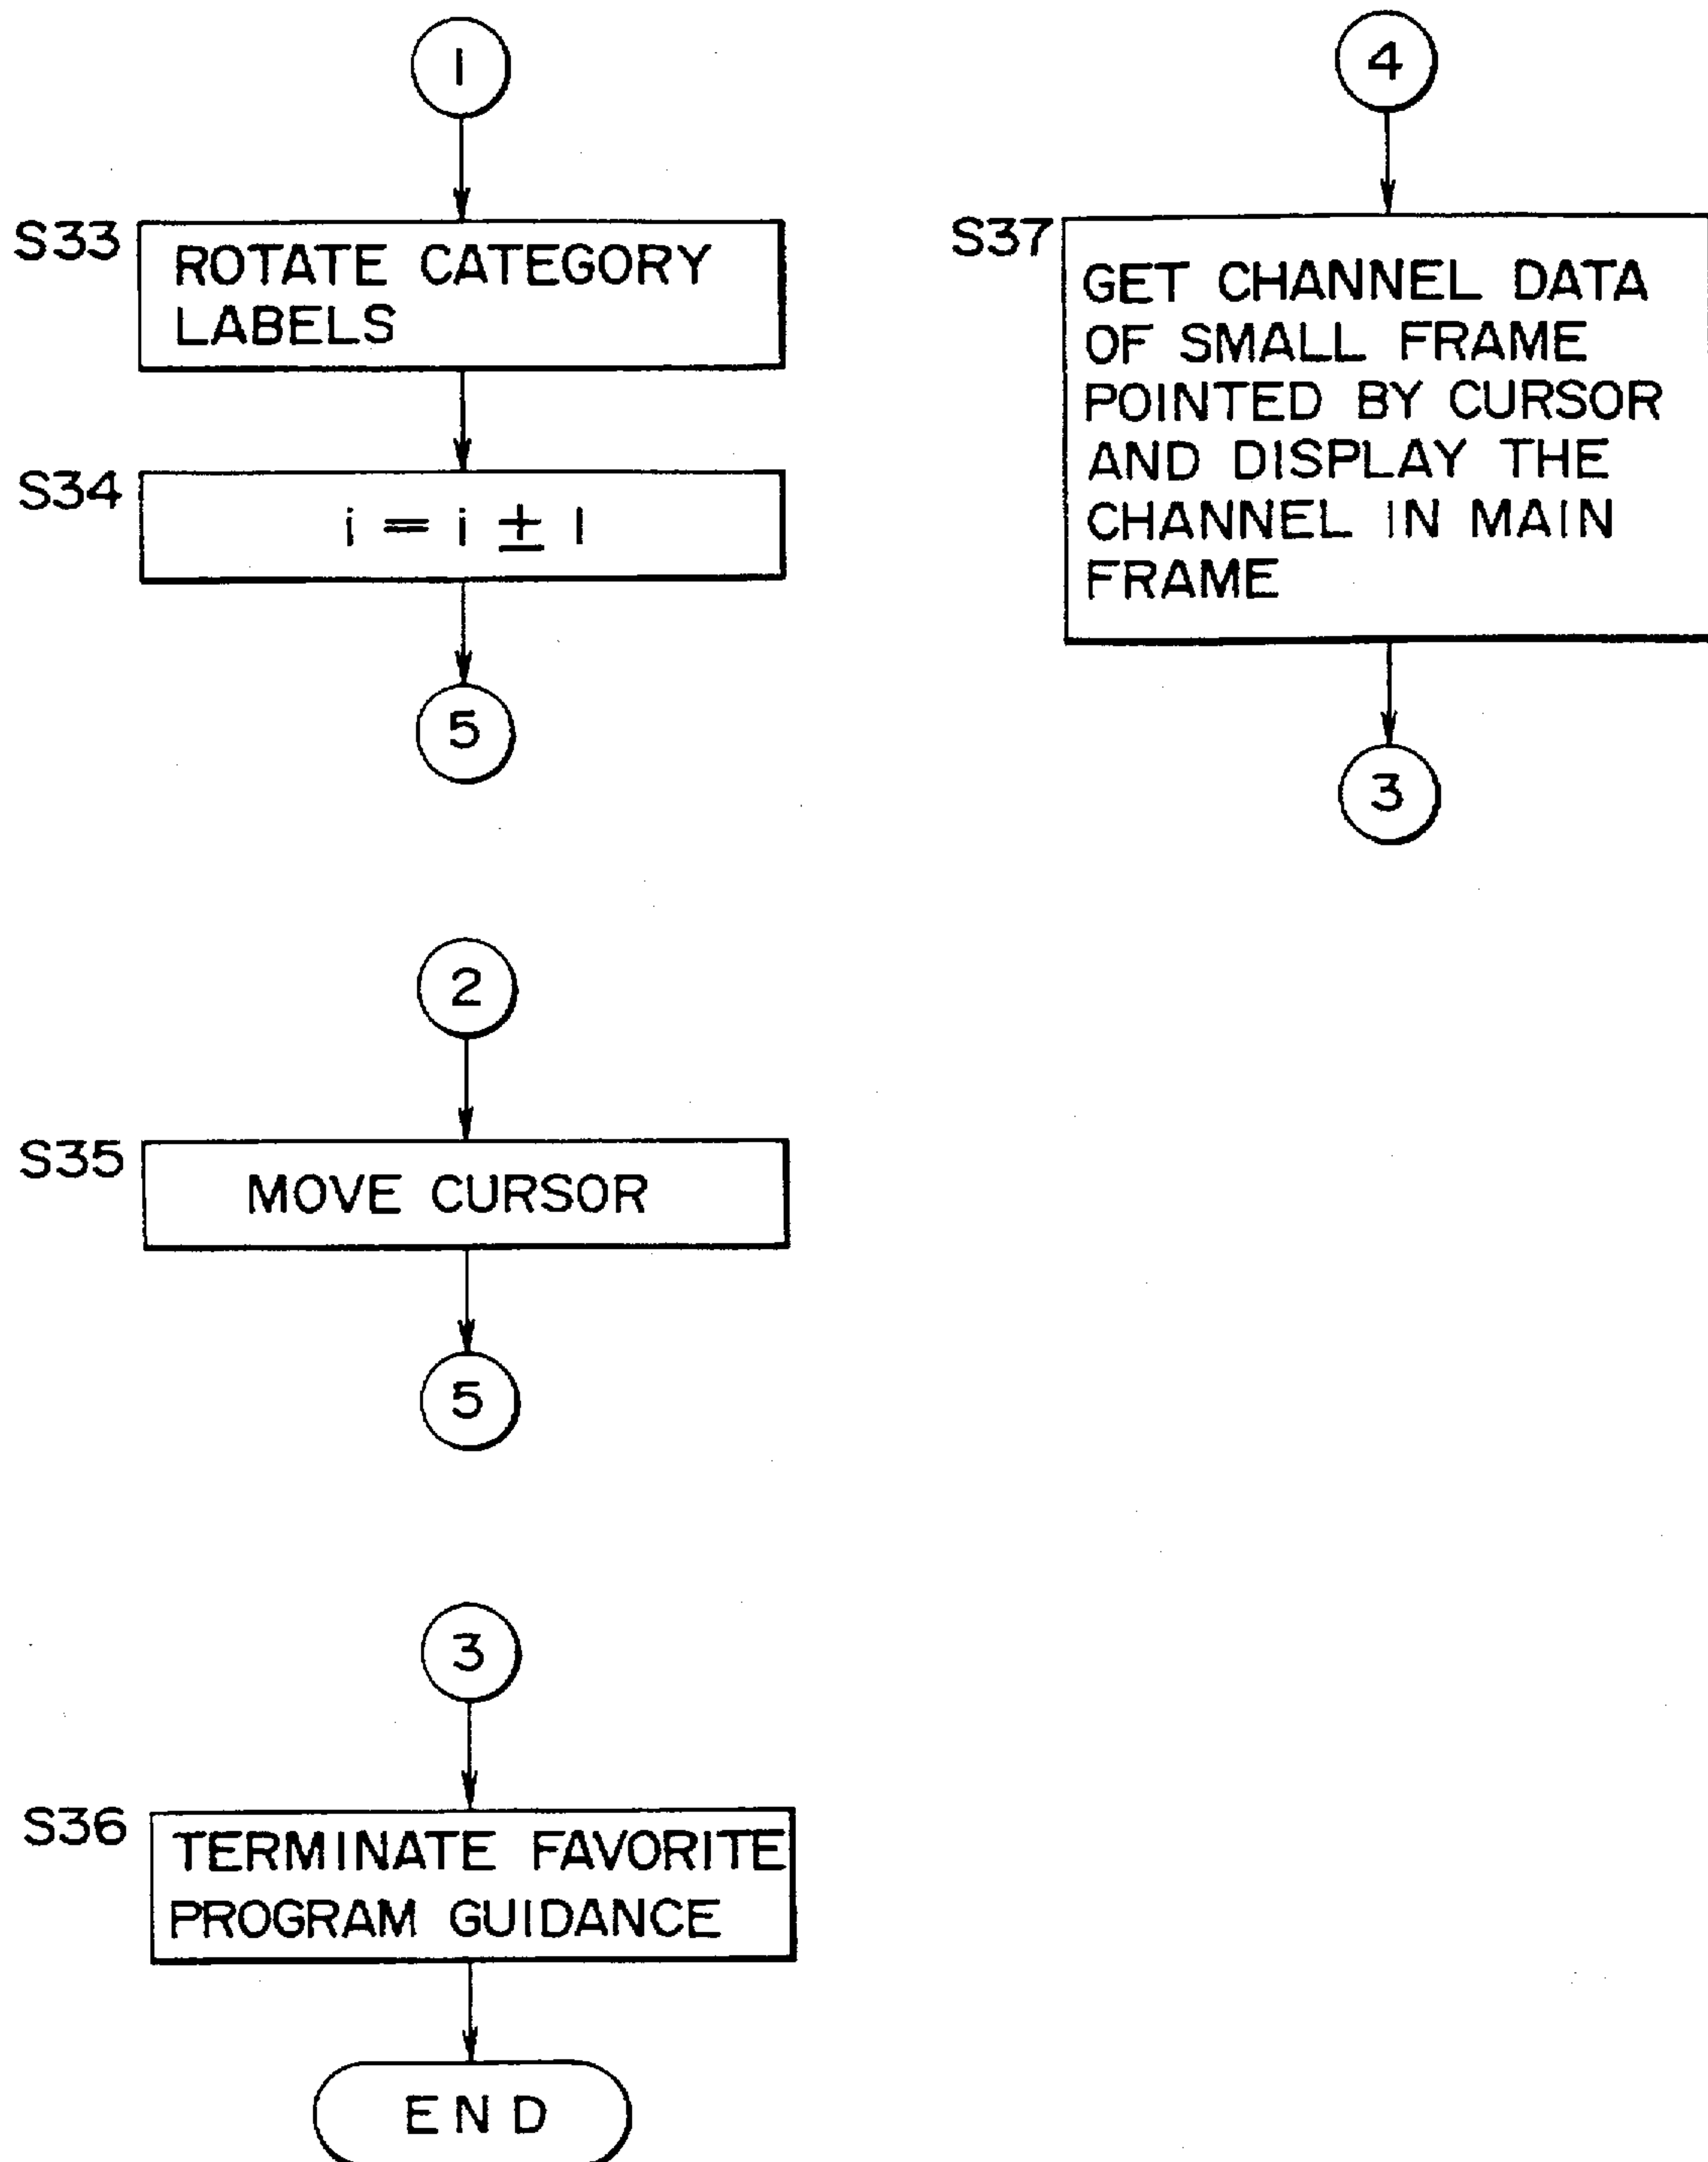 1
S33
ROTATE CATEGORY
LABELS
S34
i = i ± 1
5
2
S35
MOVE CURSOR
5
3
S36
TERMINATE FAVORITE
PROGRAM GUIDANCE
END
4
S37
GET CHANNEL DATA
OF SMALL FRAME
POINTED BY CURSOR
AND DISPLAY THE
CHANNEL IN MAIN
FRAME
3